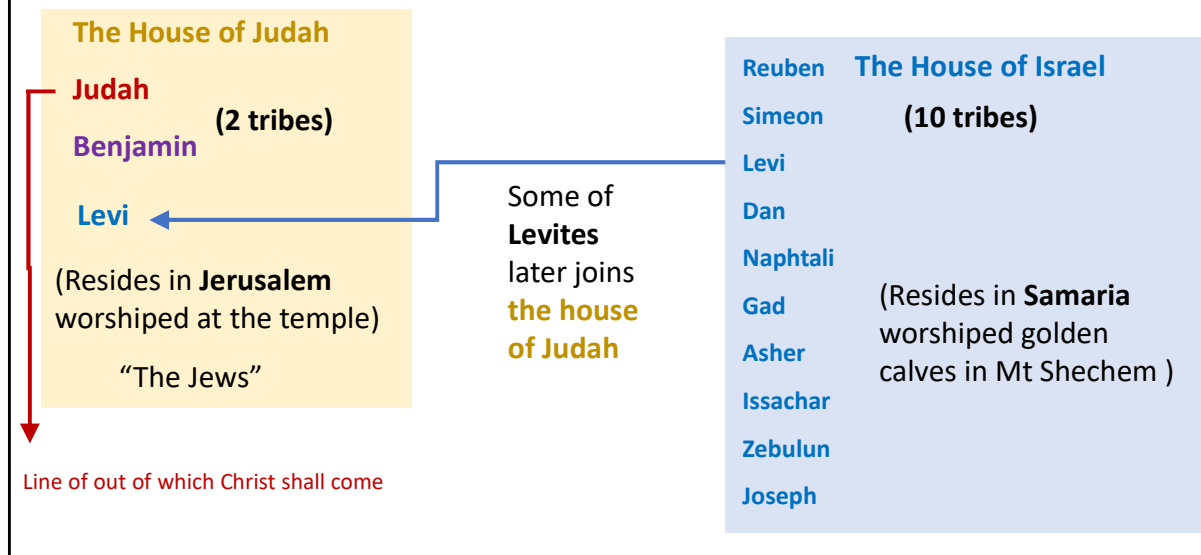 The House of Judah
Judah
(2 tribes)
Benjamin
Levi
(Resides in Jerusalem
worshiped at the temple)
“The Jews”
Line of out of which Christ shall come
Some of
Levites
later joins
the house
of Judah
Reuben The House of Israel
Simeon (10 tribes)
Levi
Dan
Naphtali
Gad
Asher
Issachar
Zebulun
Joseph
(Resides in Samaria
worshiped golden
calves in Mt Shechem )